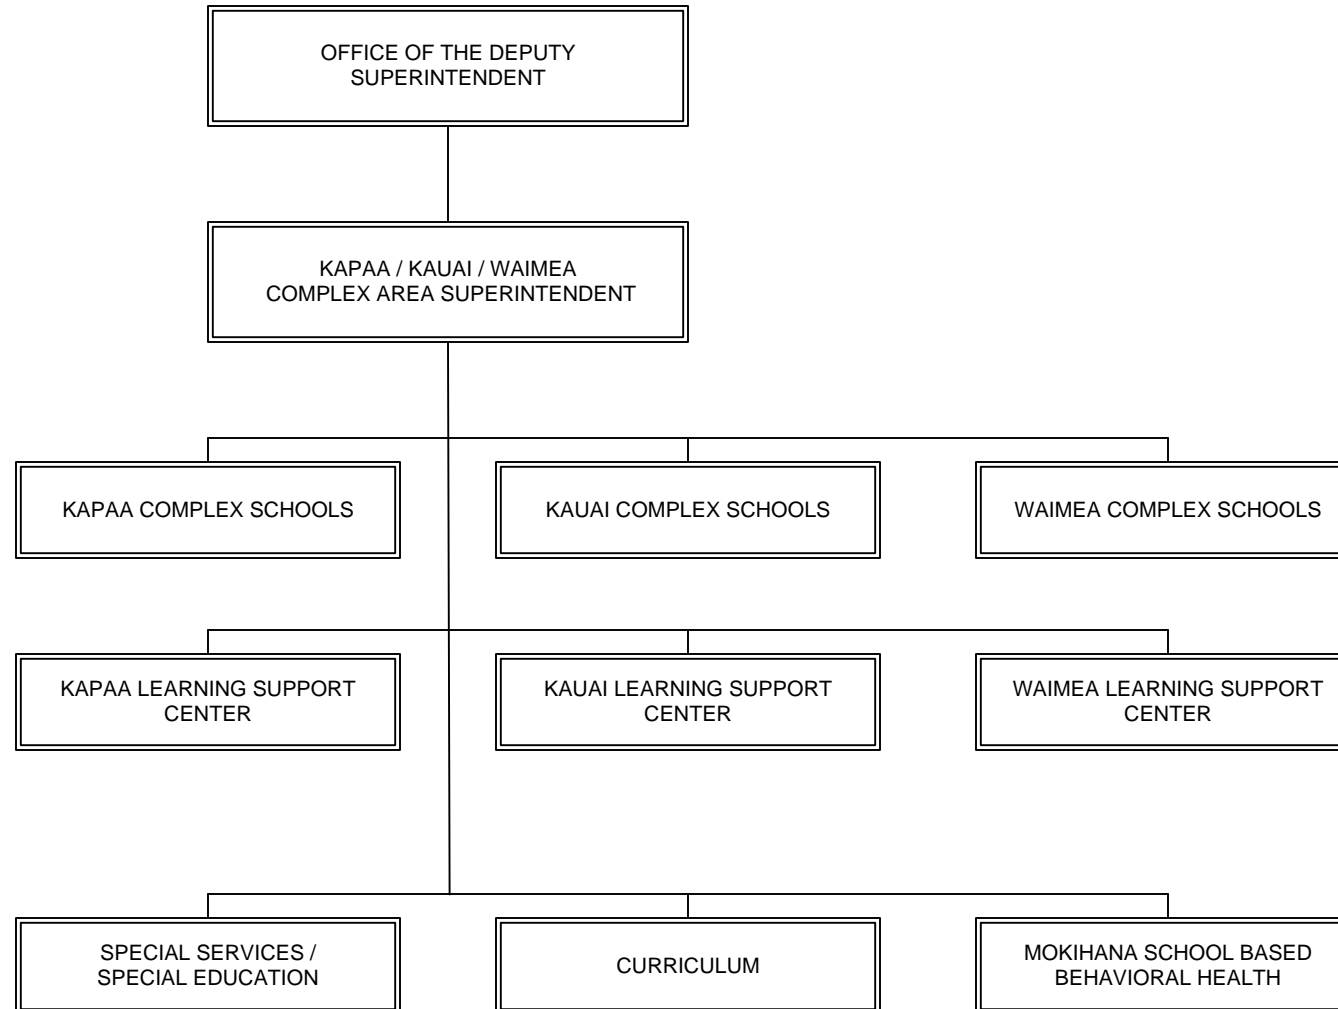 OFFICE OF THE DEPUTY
SUPERINTENDENT
KAPAA / KAUAI / WAIMEA
COMPLEX AREA SUPERINTENDENT
KAPAA COMPLEX SCHOOLS
KAUAI COMPLEX SCHOOLS
WAIMEA COMPLEX SCHOOLS
KAPAA LEARNING SUPPORT
CENTER
KAUAI LEARNING SUPPORT
CENTER
WAIMEA LEARNING SUPPORT
CENTER
SPECIAL SERVICES /
SPECIAL EDUCATION
CURRICULUM
MOKIHANA SCHOOL BASED
BEHAVIORAL HEALTH